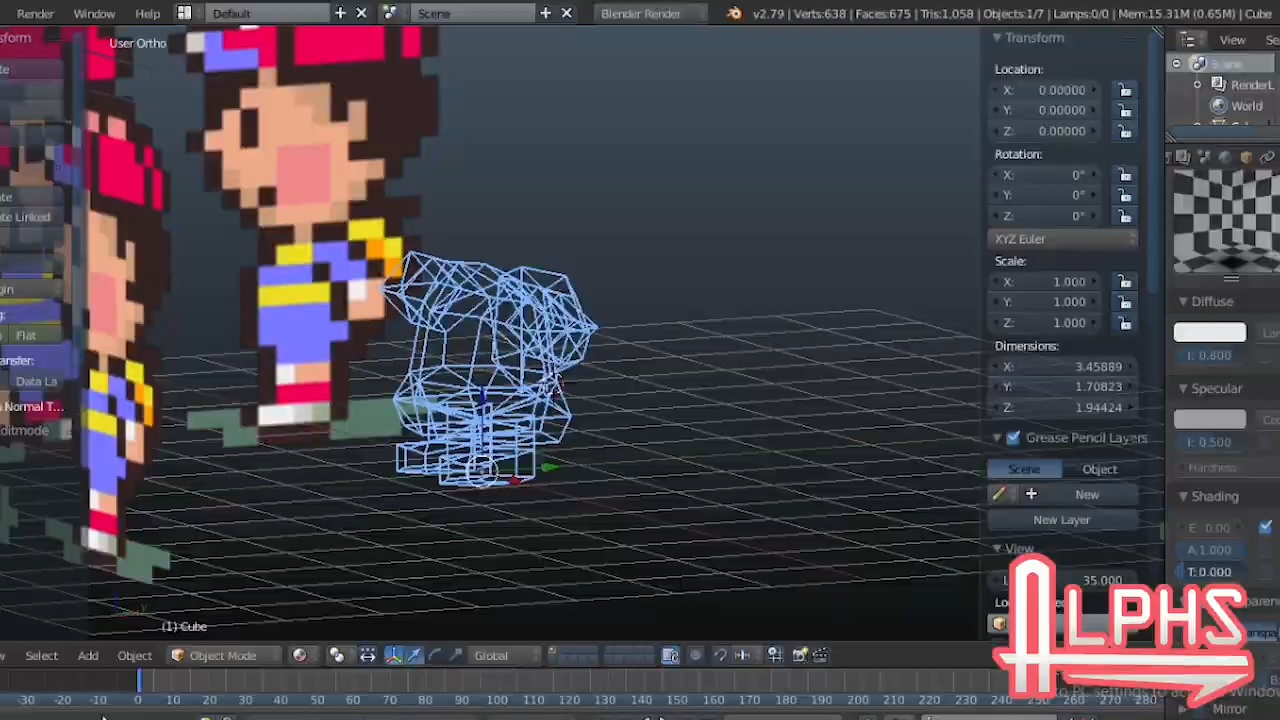 Render Window Help Default Scene Blender Render v2.79 | Verts:638 | Faces:675 | Tris:1,058 | Objects:1/7 | Lamps:0/0 | Mem:15.31M (0.65M) | Cube
User Ortho
Transform
View
Location:
X: 0.00000
Y: 0.00000
Z: 0.00000
RenderL
World
Rotation:
X: 0°
Y: 0°
Z: 0°
XYZ Euler
Scale:
X: 1.000
Y: 1.000
Z: 1.000
Dimensions:
X: 3.45889
Y: 1.70823
Z: 1.94424
Grease Pencil Layers
Scene Object
New
New Layer
View
35.000
ate Linked
Flat
Data La
Normal T...
Editmode
Diffuse
I: 0.800
Specular
I: 0.500
Hardness
Shading
E: 0.00
A:1.000
T:0.000
Mirror
(1) Cube
Select Add Object Object Mode Global
-30 -20 -10 0 10 20 30 40 50 60 70 80 90 100 110 120 130 140 150 160 170 180 190 200 210 220 230 240 250 260 270 280
ALPHS